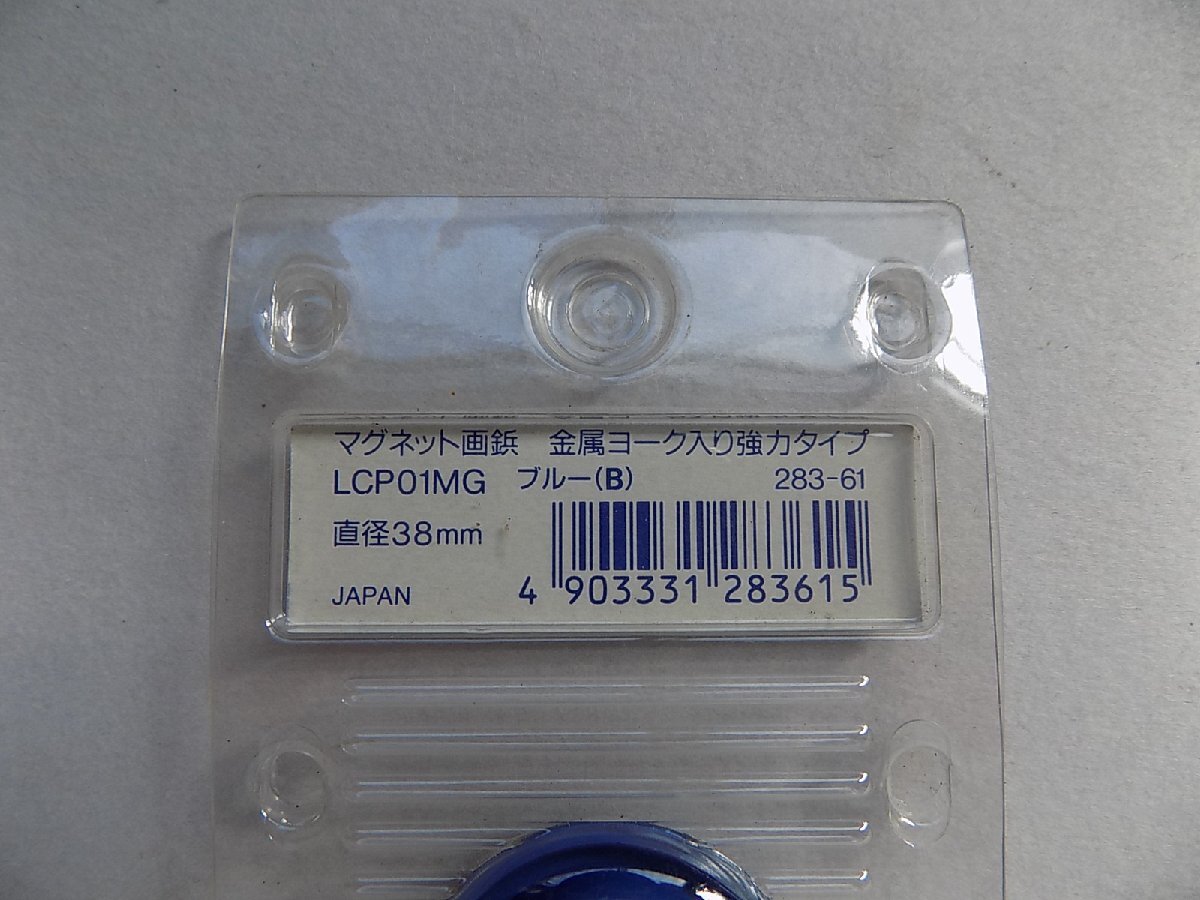 マグネット画鋲 金属ヨーク入り強力タイプ
LCP01MG ブルー(B) 283-61
直径38mm
JAPAN
4 903331 283615